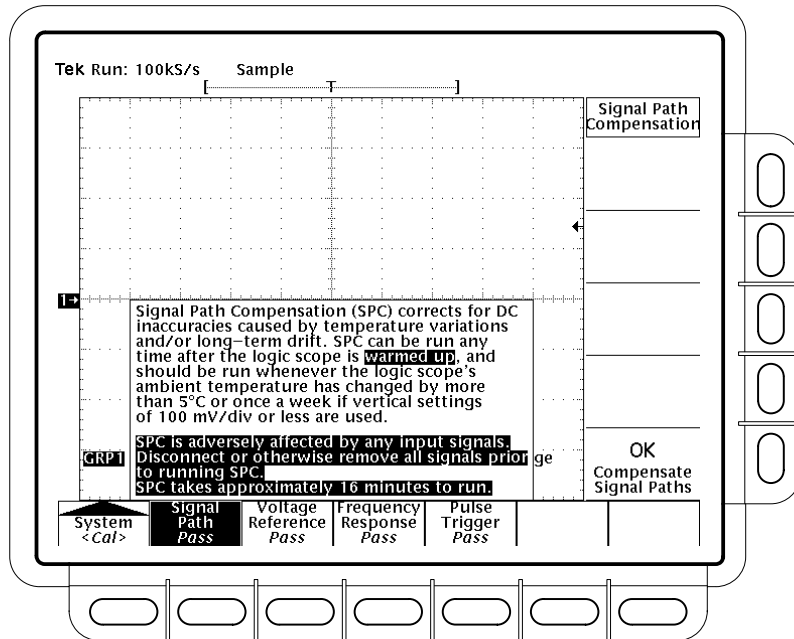 Tek Run: 100kS/s Sample
[ T ]
Signal Path
Compensation
1→
Signal Path Compensation (SPC) corrects for DC
inaccuracies caused by temperature variations
and/or long–term drift. SPC can be run any
time after the logic scope is warmed up, and
should be run whenever the logic scope's
ambient temperature has changed by more
than 5°C or once a week if vertical settings
of 100 mV/div or less are used.
SPC is adversely affected by any input signals.
Disconnect or otherwise remove all signals prior
to running SPC.
SPC takes approximately 16 minutes to run.
GRP1
ge
OK
Compensate
Signal Paths
System
<Cal>
Signal
Path
Pass
Voltage
Reference
Pass
Frequency
Response
Pass
Pulse
Trigger
Pass